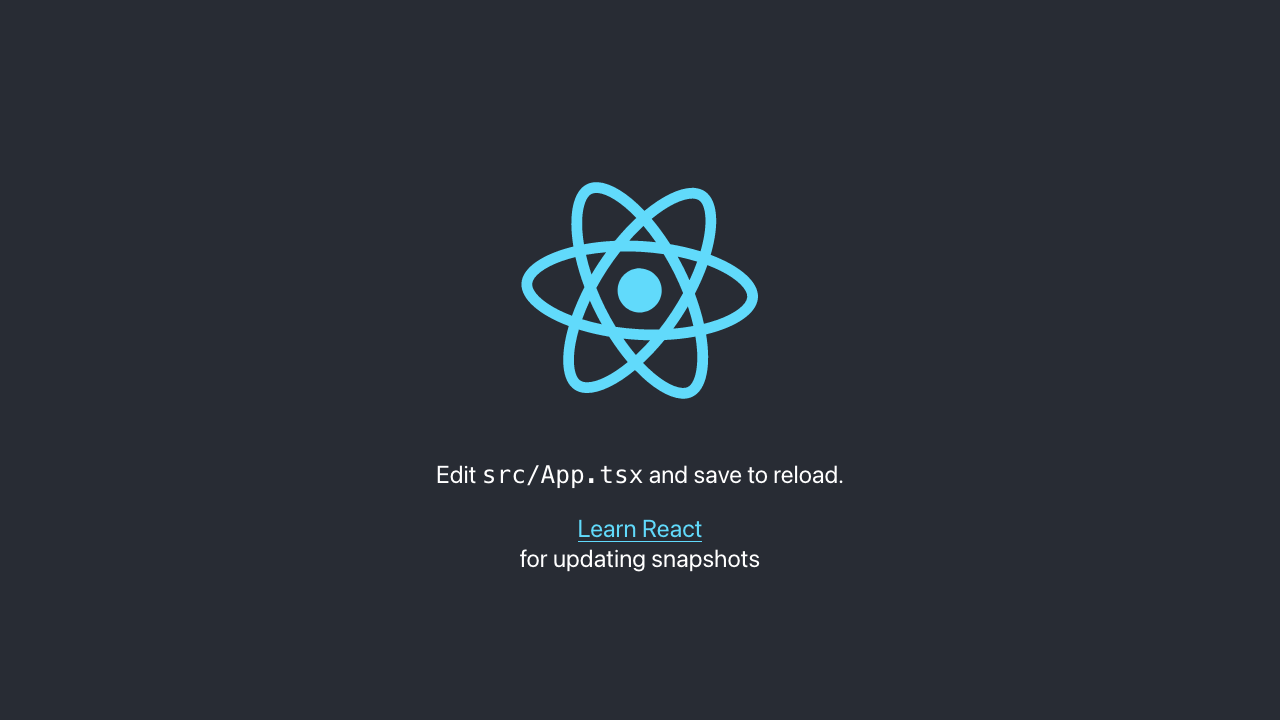 Edit src/App.tsx and save to reload.
Learn React
for updating snapshots